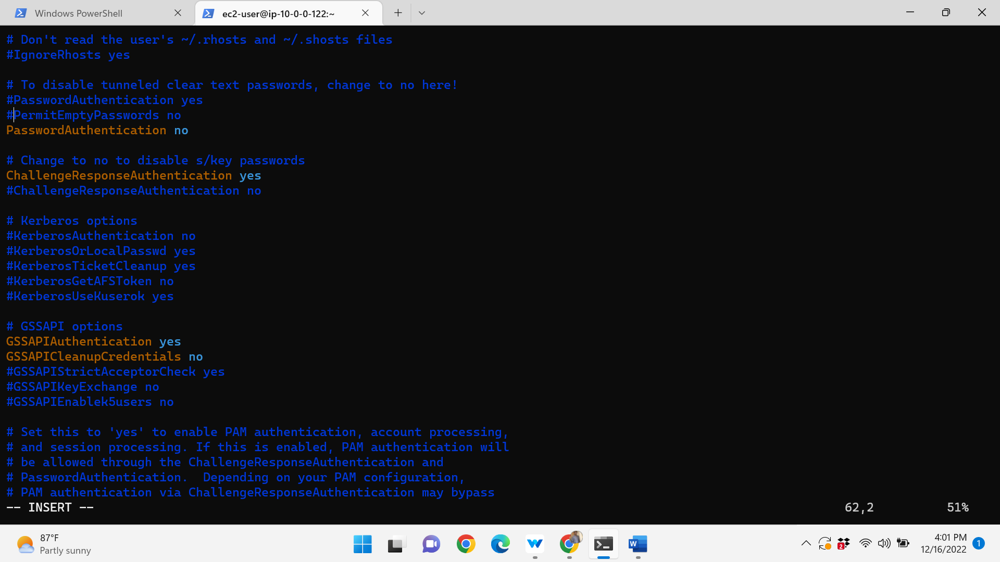 Windows PowerShell
ec2-user@ip-10-0-0-122:~
# Don't read the user's ~/.rhosts and ~/.shosts files
#IgnoreRhosts yes
# To disable tunneled clear text passwords, change to no here!
#PasswordAuthentication yes
#PermitEmptyPasswords no
PasswordAuthentication no
# Change to no to disable s/key passwords
ChallengeResponseAuthentication yes
#ChallengeResponseAuthentication no
# Kerberos options
#KerberosAuthentication no
#KerberosOrLocalPasswd yes
#KerberosTicketCleanup yes
#KerberosGetAFSToken no
#KerberosUseKuserok yes
# GSSAPI options
GSSAPIAuthentication yes
GSSAPICleanupCredentials no
#GSSAPIStrictAcceptorCheck yes
#GSSAPIKeyExchange no
#GSSAPIEnablek5users no
# Set this to 'yes' to enable PAM authentication, account processing,
# and session processing. If this is enabled, PAM authentication will
# be allowed through the ChallengeResponseAuthentication and
# PasswordAuthentication.  Depending on your PAM configuration,
# PAM authentication via ChallengeResponseAuthentication may bypass
-- INSERT -- 62,2 51%
87°F
Partly sunny
W
2
4:01 PM
12/16/2022
1